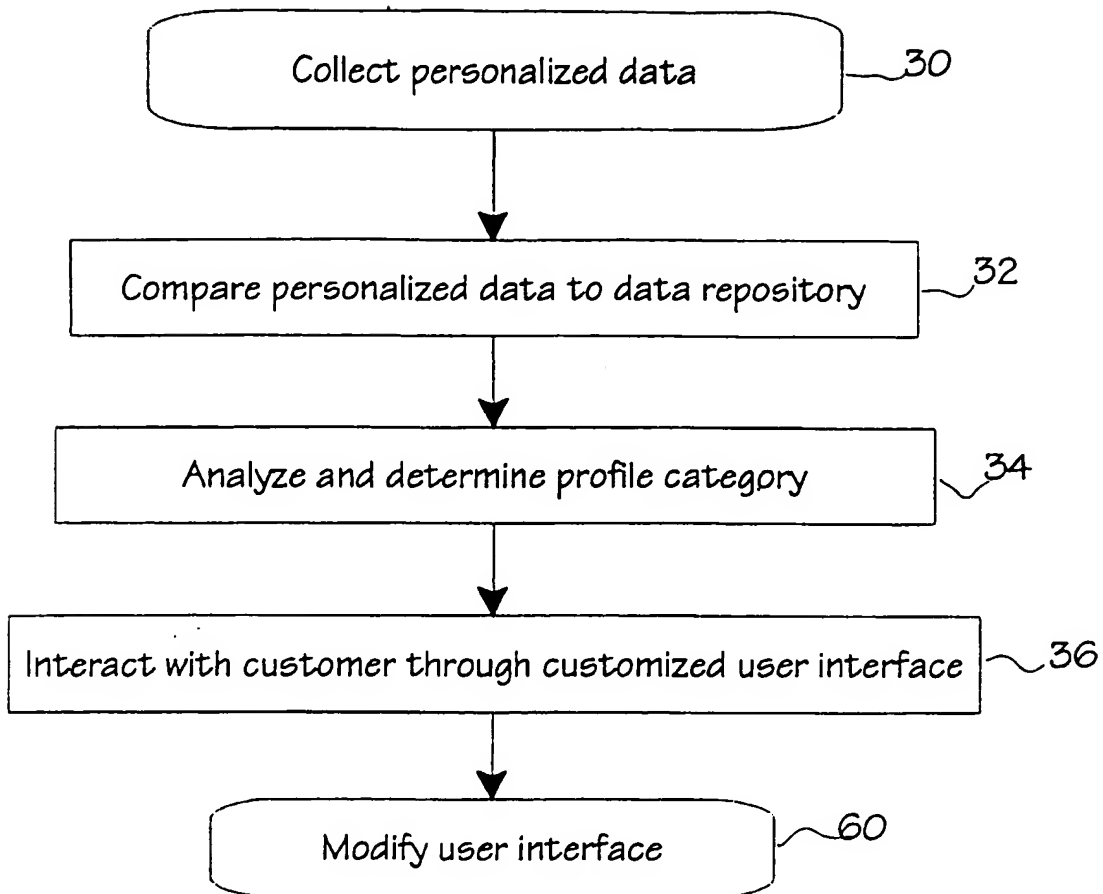 Collect personalized data
30
Compare personalized data to data repository
32
Analyze and determine profile category
34
Interact with customer through customized user interface
36
Modify user interface
60